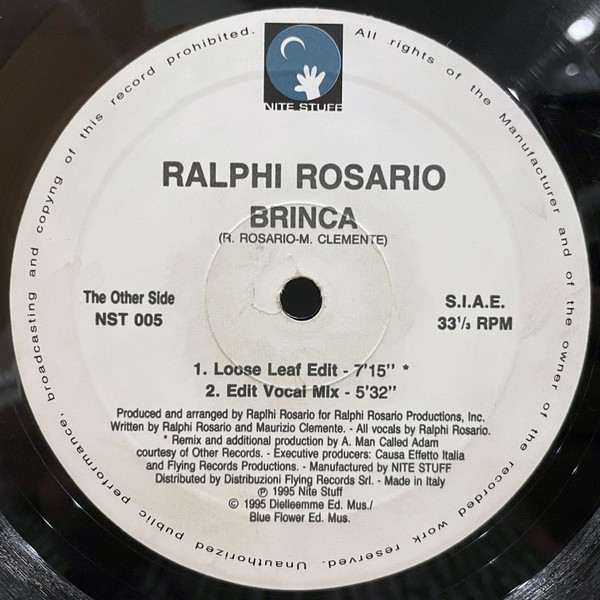 NITE STUFF
RALPHI ROSARIO
BRINCA
(R. ROSARIO-M. CLEMENTE)
The Other Side
NST 005
S.I.A.E.
33¹/₃ RPM
1. Loose Leaf Edit - 7'15" *
2. Edit Vocal Mix - 5'32"
Produced and arranged by Raplhi Rosario for Ralphi Rosario Productions, Inc.
Written by Ralphi Rosario and Maurizio Clemente. - All vocals by Ralphi Rosario.
* Remix and additional production by A. Man Called Adam
courtesy of Other Records. - Executive producers: Causa Effetto Italia
and Flying Records Productions. - Manufactured by NITE STUFF
Distributed by Distribuzioni Flying Records Srl. - Made in Italy
℗ 1995 Nite Stuff
© 1995 Dielleemme Ed. Mus./
Blue Flower Ed. Mus.
All rights of the Manufacturer and of the owner of the recorded work reserved. Unauthorized public performance, broadcasting and copyng of this record prohibited.